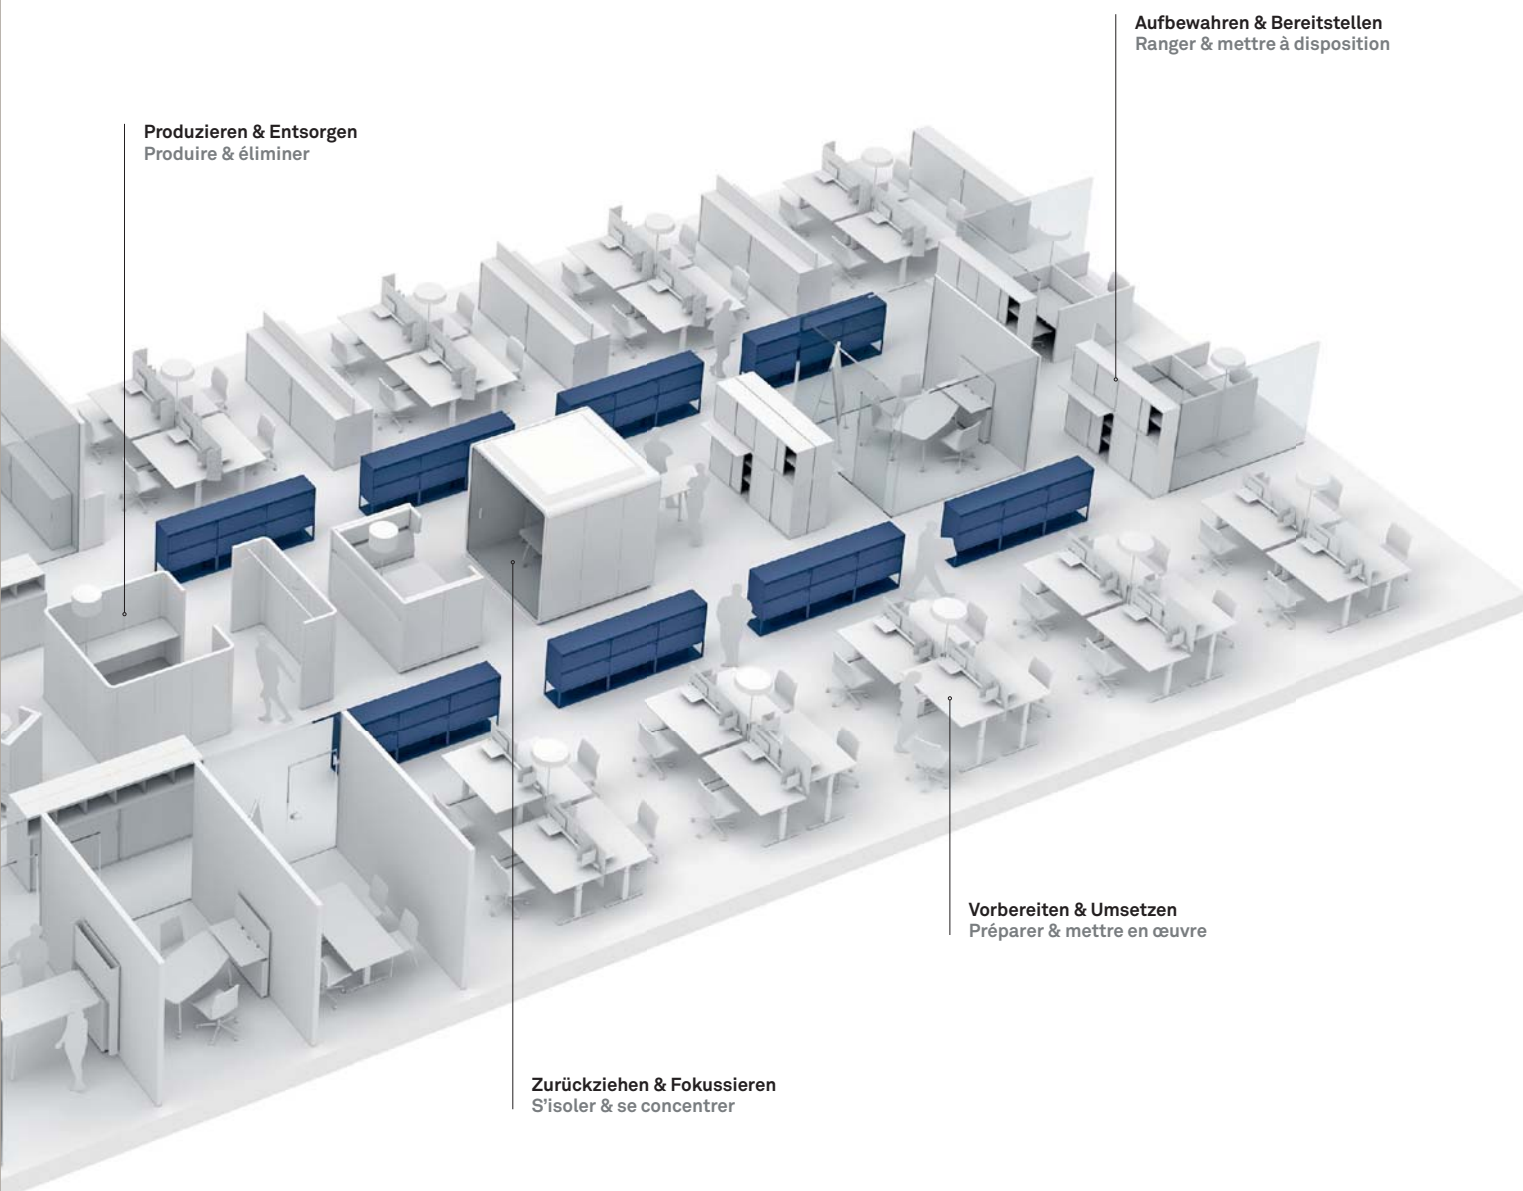 Aufbewahren & Bereitstellen
Ranger & mettre à disposition
Produzieren & Entsorgen
Produire & éliminer
Vorbereiten & Umsetzen
Préparer & mettre en œuvre
Zurückziehen & Fokussieren
S’isoler & se concentrer